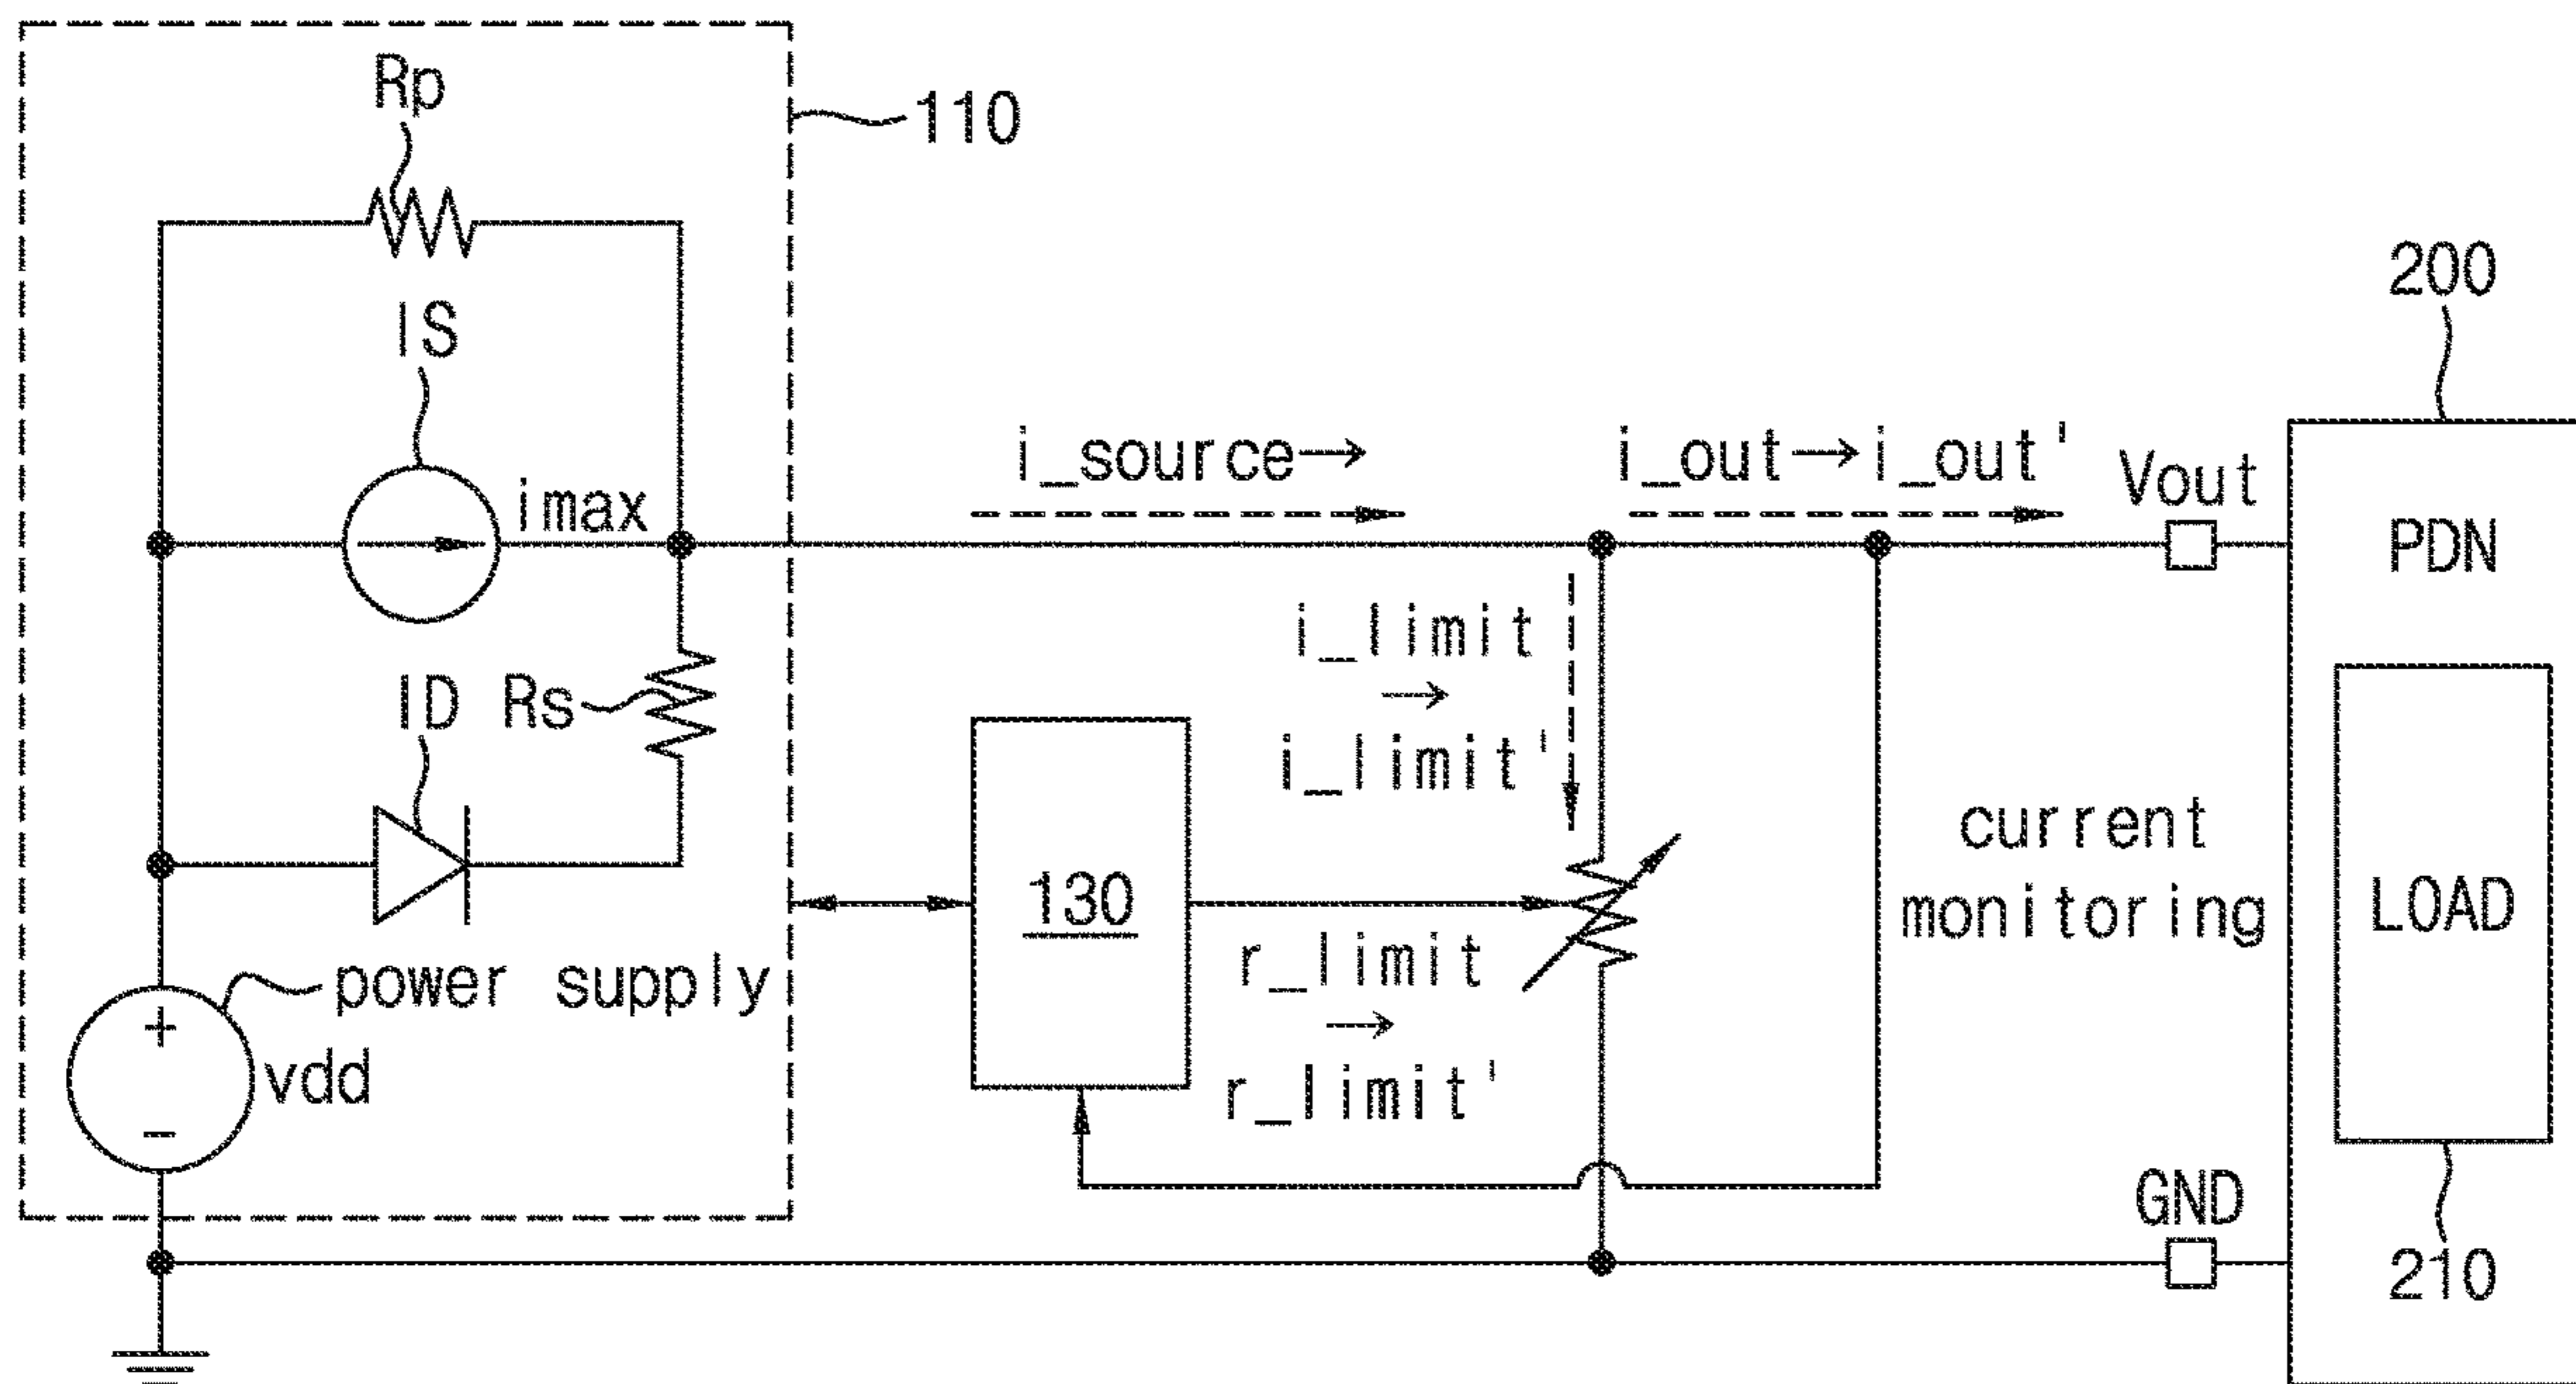 Rp
110
IS
200
i_source→
i_out→i_out'
Vout
imax
PDN
i_limit
→
i_limit'
ID
Rs
current
monitoring
130
LOAD
r_limit
→
r_limit'
power supply
+
vdd
−
GND
210